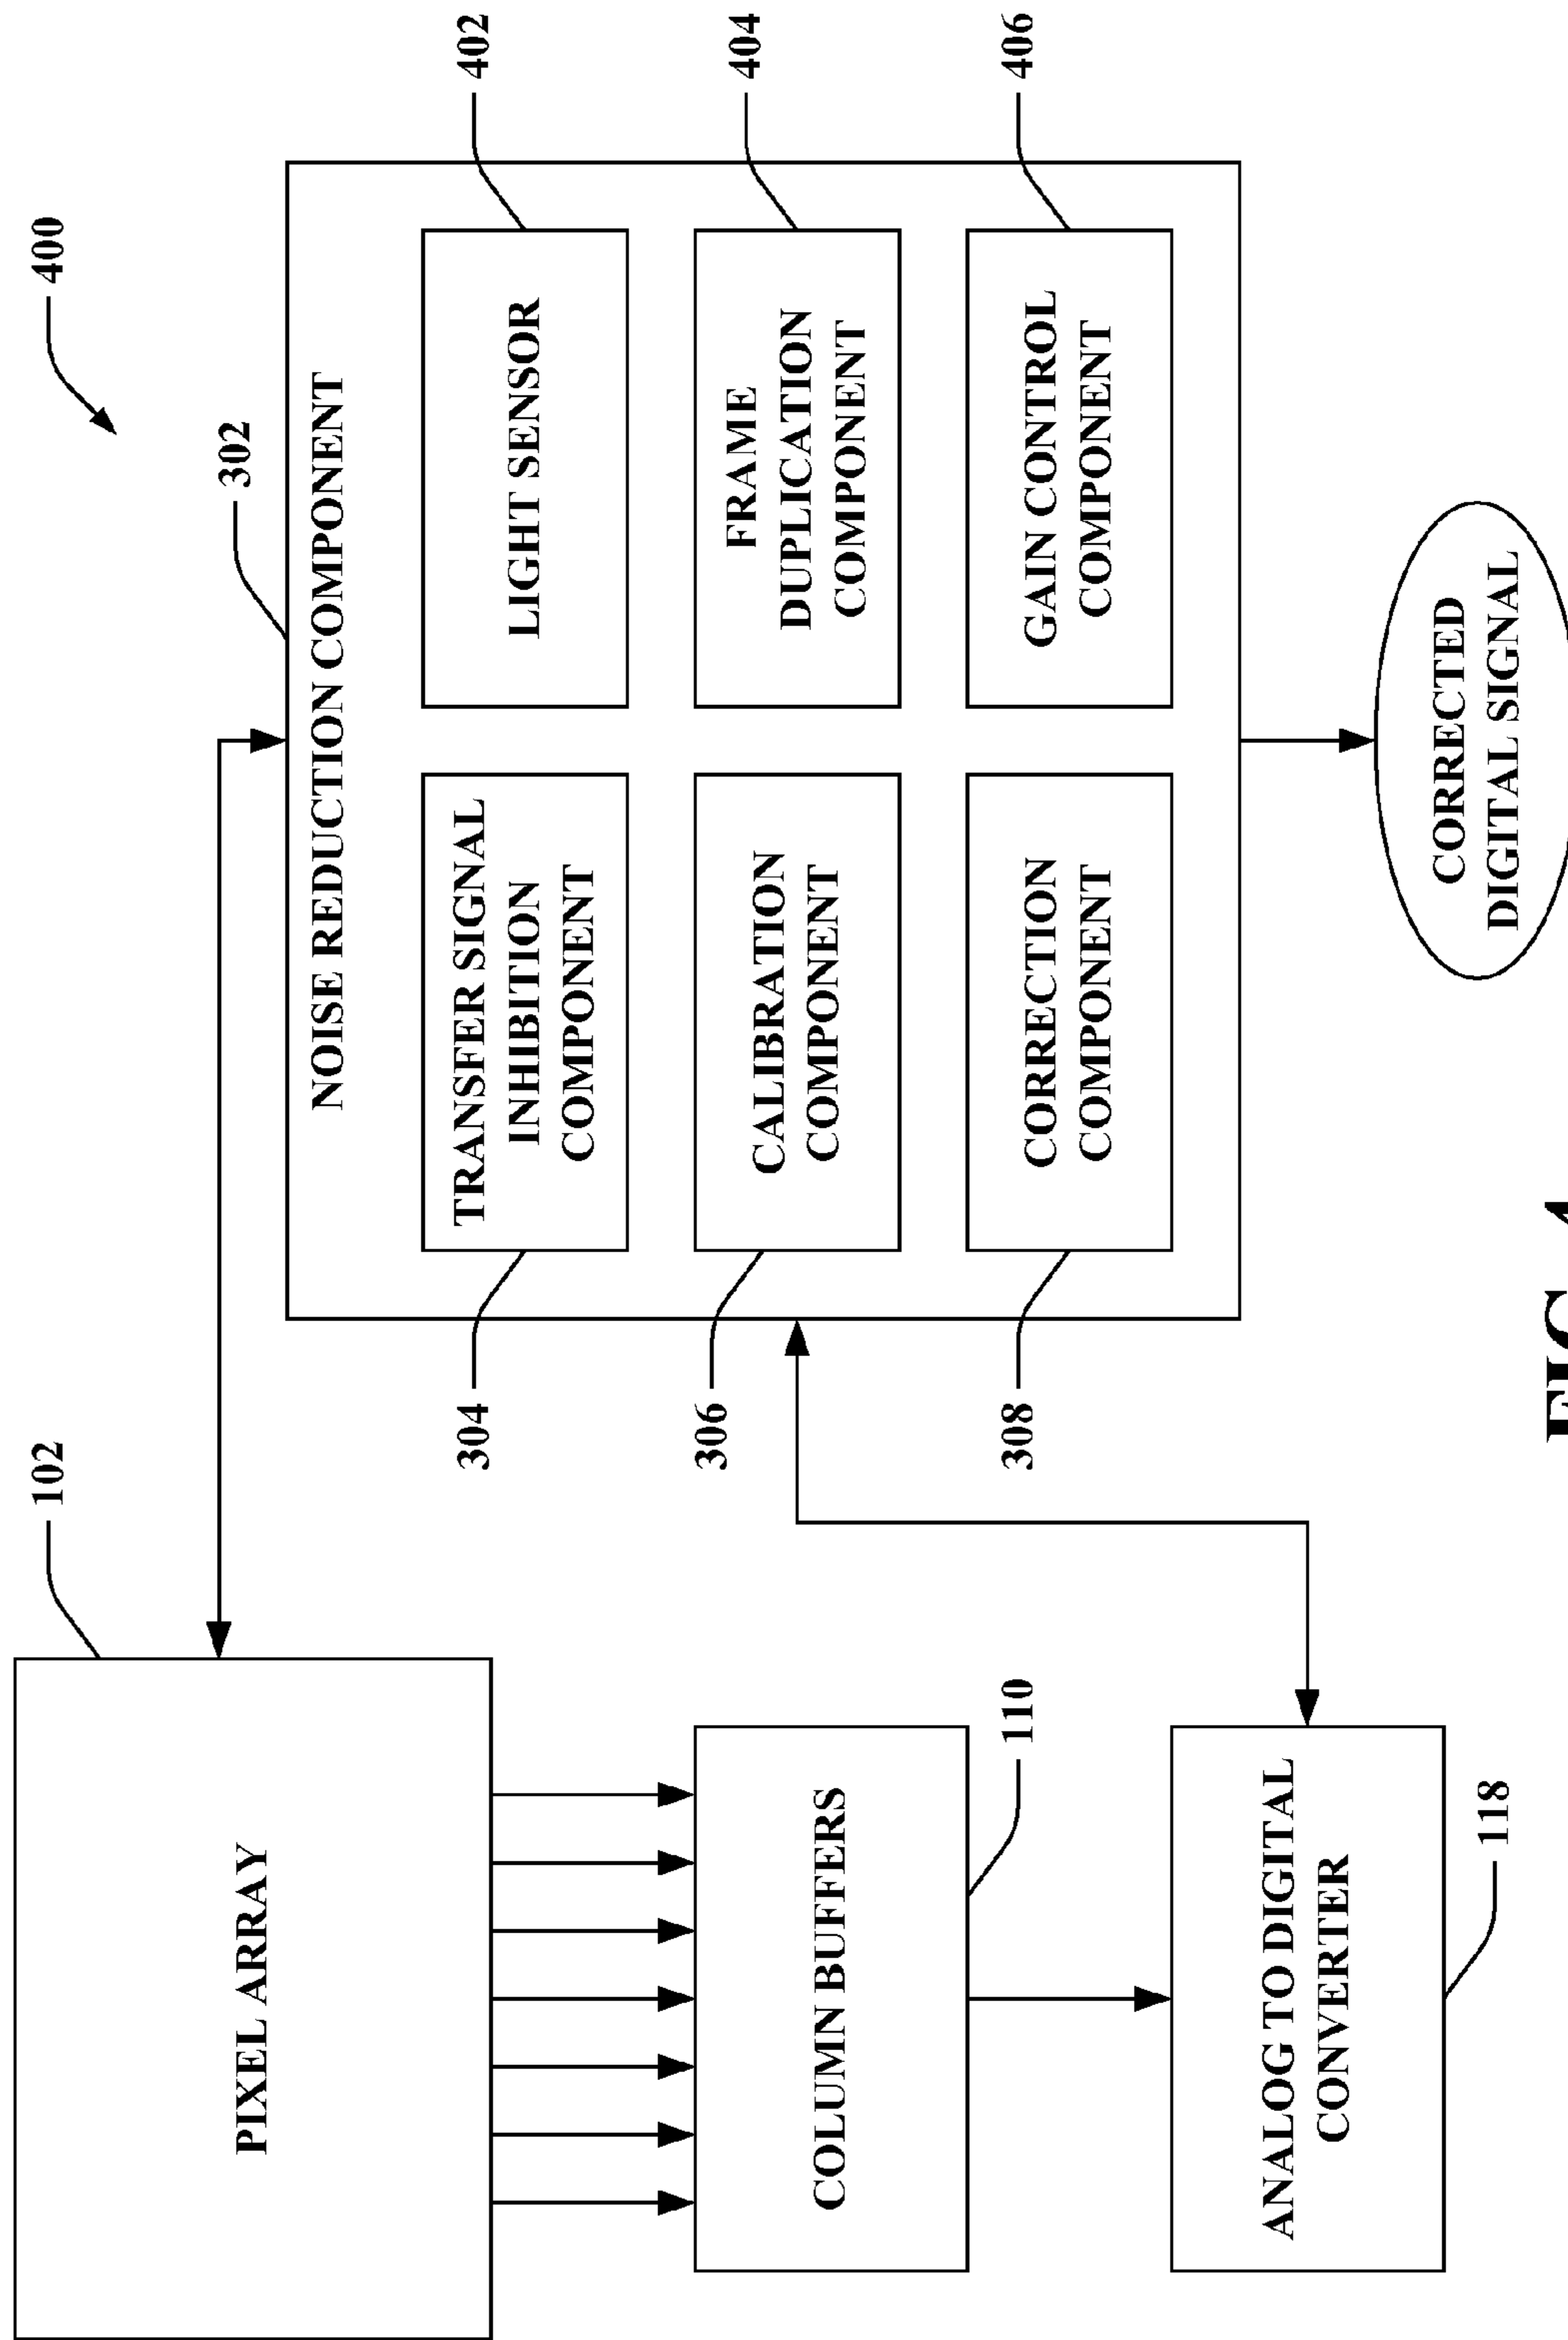 400
102
302
PIXEL ARRAY
NOISE REDUCTION COMPONENT
304
TRANSFER SIGNAL
INHIBITION
COMPONENT
LIGHT SENSOR
402
306
CALIBRATION
COMPONENT
FRAME
DUPLICATION
COMPONENT
404
308
CORRECTION
COMPONENT
GAIN CONTROL
COMPONENT
406
COLUMN BUFFERS
110
ANALOG TO DIGITAL
CONVERTER
118
CORRECTED
DIGITAL SIGNAL